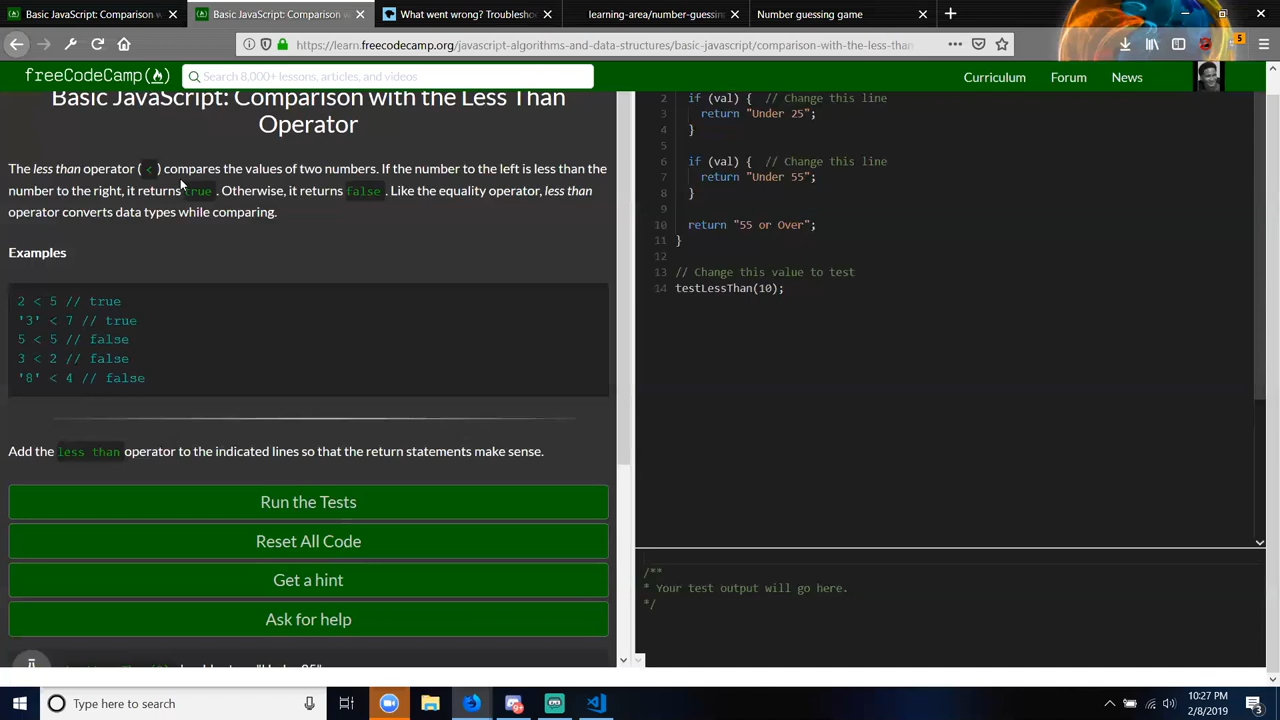 Basic JavaScript: Comparison w
Basic JavaScript: Comparison w
What went wrong? Troublesho
learning-area/number-guessin
Number guessing game
https://learn.freecodecamp.org/javascript-algorithms-and-data-structures/basic-javascript/comparison-with-the-less-than
5
freeCodeCamp
Search 8,000+ lessons, articles, and videos
Curriculum
Forum
News
Basic JavaScript: Comparison with the Less Than
Operator
The less than operator ( < ) compares the values of two numbers. If the number to the left is less than the
number to the right, it returns true . Otherwise, it returns false . Like the equality operator, less than
operator converts data types while comparing.
Examples
2 < 5 // true
'3' < 7 // true
5 < 5 // false
3 < 2 // false
'8' < 4 // false
Add the less than operator to the indicated lines so that the return statements make sense.
Run the Tests
Reset All Code
Get a hint
Ask for help
2 if (val) { // Change this line
3 return "Under 25";
4 }
5
6 if (val) { // Change this line
7 return "Under 55";
8 }
9
10 return "55 or Over";
11 }
12
13 // Change this value to test
14 testLessThan(10);
/**
* Your test output will go here.
*/
Type here to search
10:27 PM
2/8/2019
3